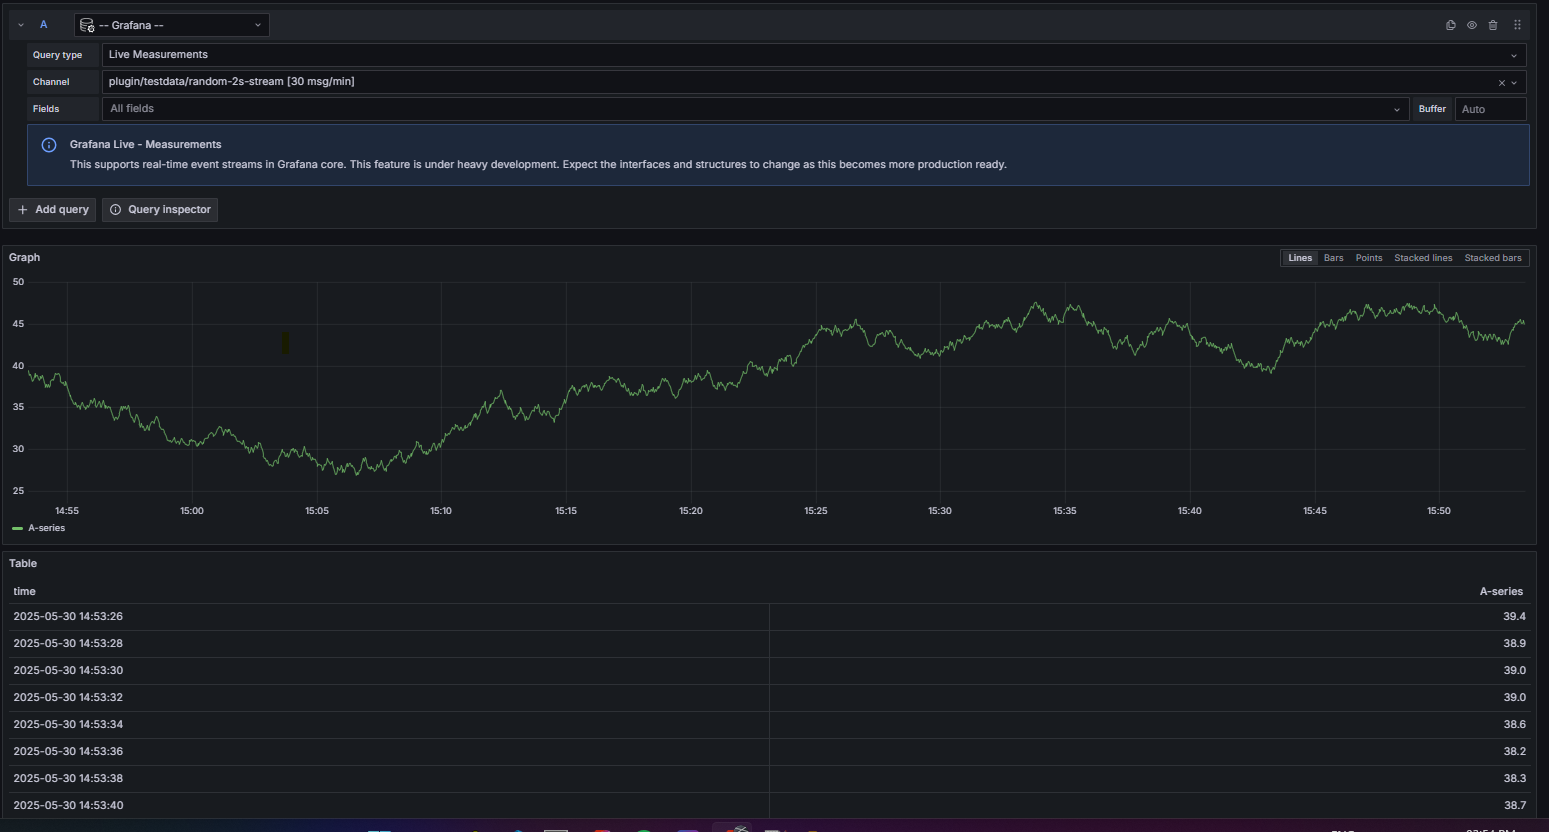 A -- Grafana --
Query type Live Measurements
Channel plugin/testdata/random-2s-stream [30 msg/min]
Fields All fields Buffer Auto
Grafana Live - Measurements
This supports real-time event streams in Grafana core. This feature is under heavy development. Expect the interfaces and structures to change as this becomes more production ready.
Add query Query inspector
Graph Lines Bars Points Stacked lines Stacked bars
50
45
40
35
30
25
14:55 15:00 15:05 15:10 15:15 15:20 15:25 15:30 15:35 15:40 15:45 15:50
A-series
Table
time A-series
2025-05-30 14:53:26 39.4
2025-05-30 14:53:28 38.9
2025-05-30 14:53:30 39.0
2025-05-30 14:53:32 39.0
2025-05-30 14:53:34 38.6
2025-05-30 14:53:36 38.2
2025-05-30 14:53:38 38.3
2025-05-30 14:53:40 38.7